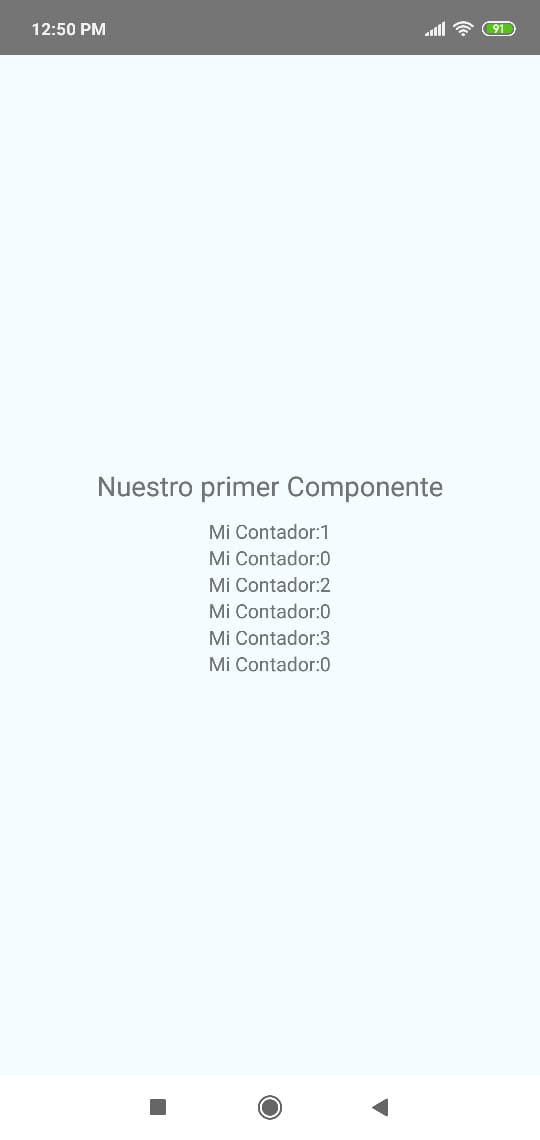 12:50 PM 91
Nuestro primer Componente
Mi Contador:1
Mi Contador:0
Mi Contador:2
Mi Contador:0
Mi Contador:3
Mi Contador:0